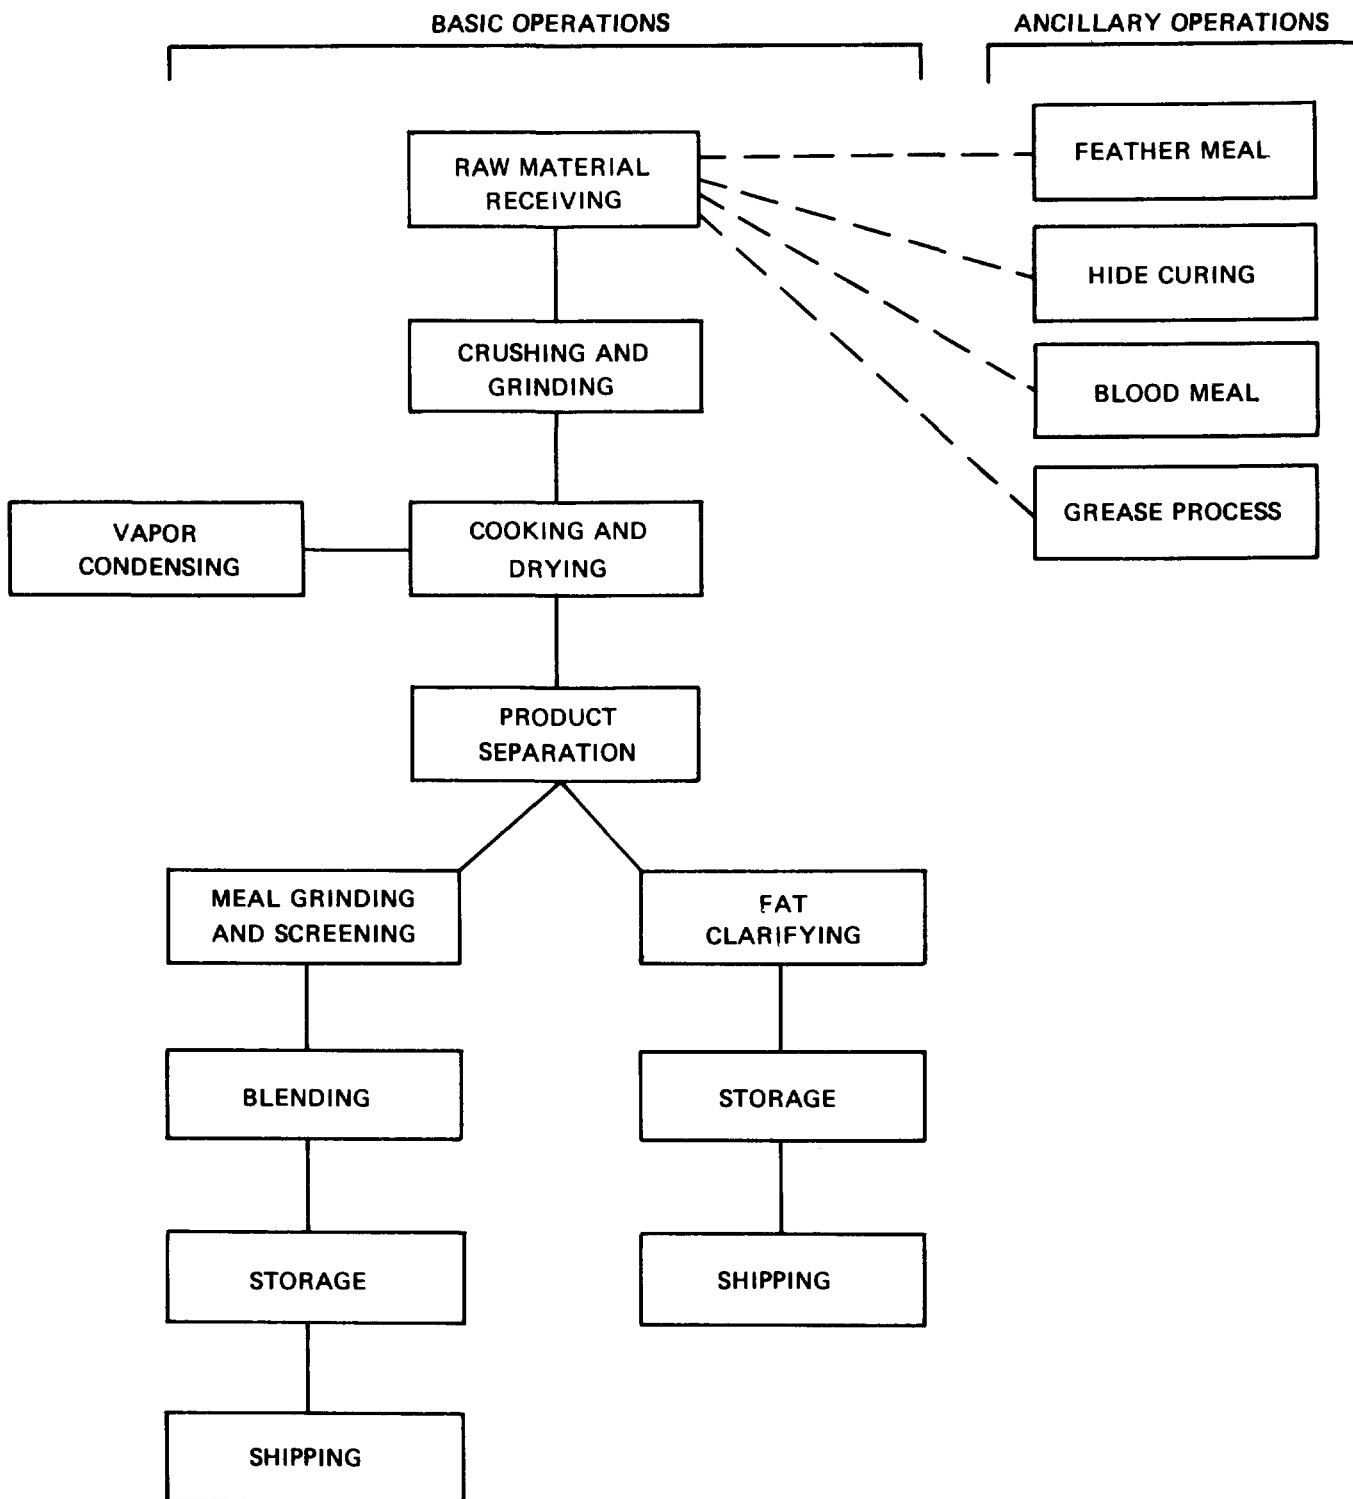 BASIC OPERATIONS
ANCILLARY OPERATIONS
RAW MATERIAL
RECEIVING
FEATHER MEAL
HIDE CURING
CRUSHING AND
GRINDING
BLOOD MEAL
GREASE PROCESS
VAPOR
CONDENSING
COOKING AND
DRYING
PRODUCT
SEPARATION
MEAL GRINDING
AND SCREENING
FAT
CLARIFYING
BLENDING
STORAGE
STORAGE
SHIPPING
SHIPPING